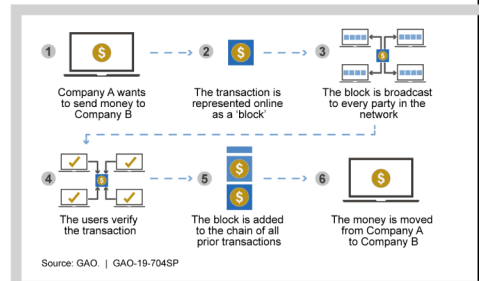 1
Company A wants
to send money to
Company B
2
The transaction is
represented online
as a 'block'
3
The block is broadcast
to every party in the
network
4
The users verify
the transaction
5
The block is added
to the chain of all
prior transactions
6
The money is moved
from Company A
to Company B
Source: GAO. | GAO-19-704SP